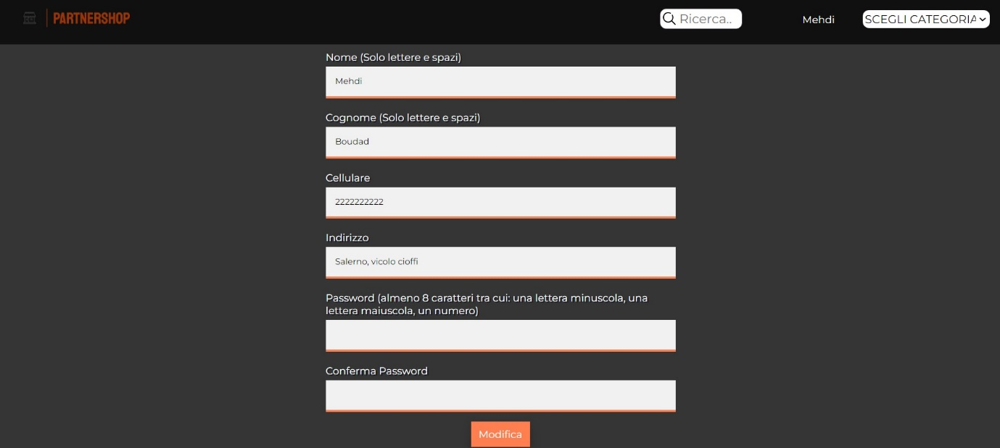 PARTNERSHOP
Ricerca..
Mehdi
SCEGLI CATEGORIA
Nome (Solo lettere e spazi)
Mehdi
Cognome (Solo lettere e spazi)
Boudad
Cellulare
2222222222
Indirizzo
Salerno, vicolo cioffi
Password (almeno 8 caratteri tra cui: una lettera minuscola, una
lettera maiuscola, un numero)
Conferma Password
Modifica